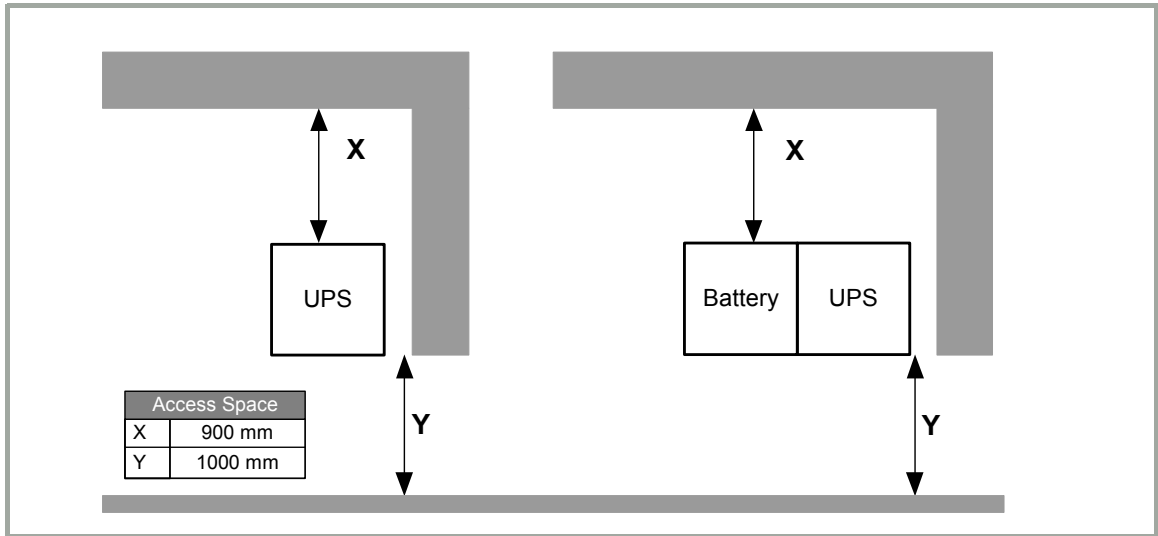 X
X
UPS
Battery
UPS
Access Space
X 900 mm
Y 1000 mm
Y
Y